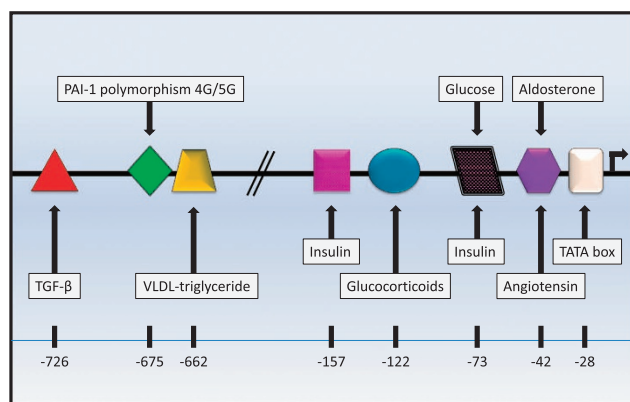 PAI-1 polymorphism 4G/5G
Glucose
Aldosterone
Insulin
Insulin
TATA box
TGF-β
VLDL-triglyceride
Glucocorticoids
Angiotensin
-726
-675
-662
-157
-122
-73
-42
-28